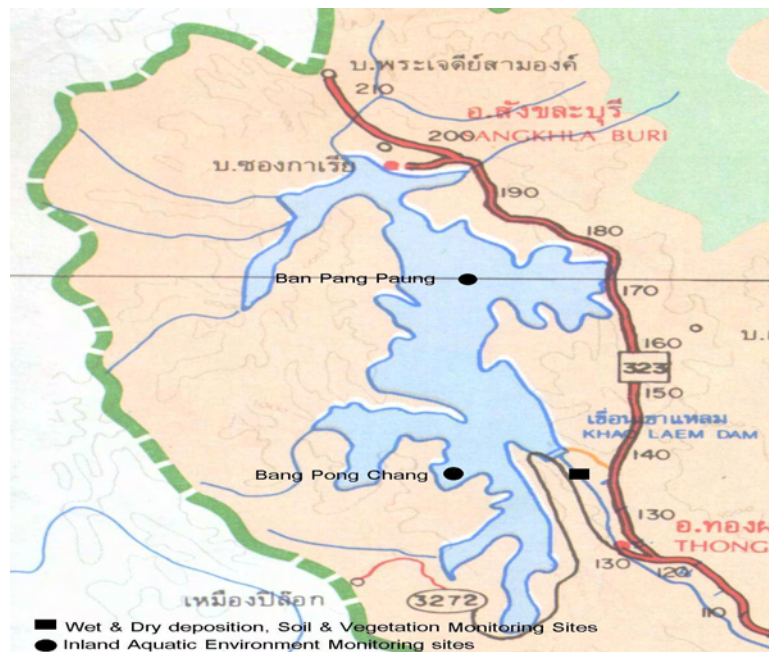 บ.พระเจดีย์สามองค์
210
อ.สังขละบุรี
200
ANGKHLA BURI
บ.ซองกาเรีย
190
180
Ban Pang Paung
170
160
323
150
เขื่อนเขาแหลม
KHAO LAEM DAM
140
Bang Pong Chang
130
อ.ทองผ
THONG
130
120
110
เหมืองปิล๊อก
3272
Wet & Dry deposition, Soil & Vegetation Monitoring Sites
Inland Aquatic Environment Monitoring sites